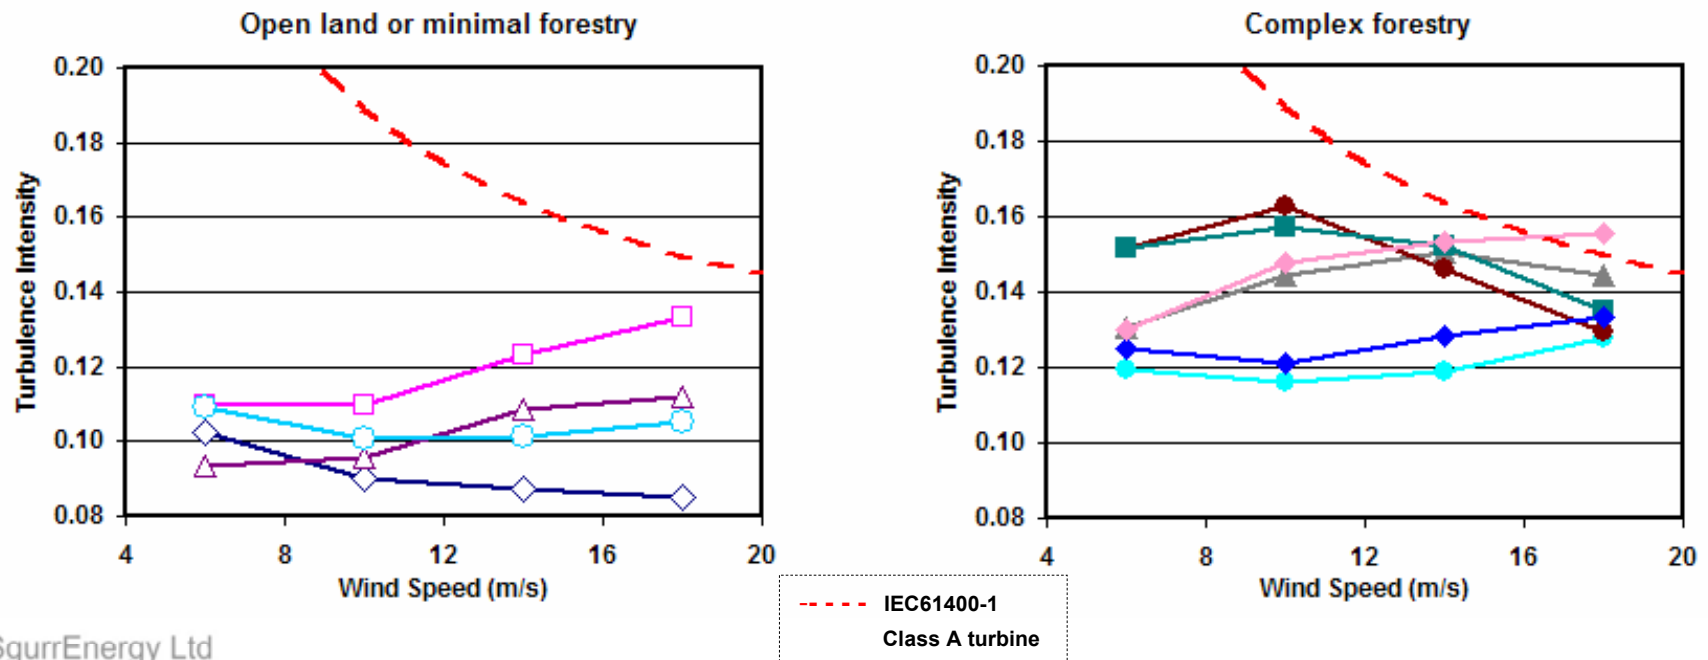 Open land or minimal forestry
Turbulence Intensity
0.20
0.18
0.16
0.14
0.12
0.10
0.08
4 8 12 16 20
Wind Speed (m/s)
Complex forestry
Turbulence Intensity
0.20
0.18
0.16
0.14
0.12
0.10
0.08
4 8 12 16 20
Wind Speed (m/s)
IEC61400-1
Class A turbine
SgurrEnergy Ltd